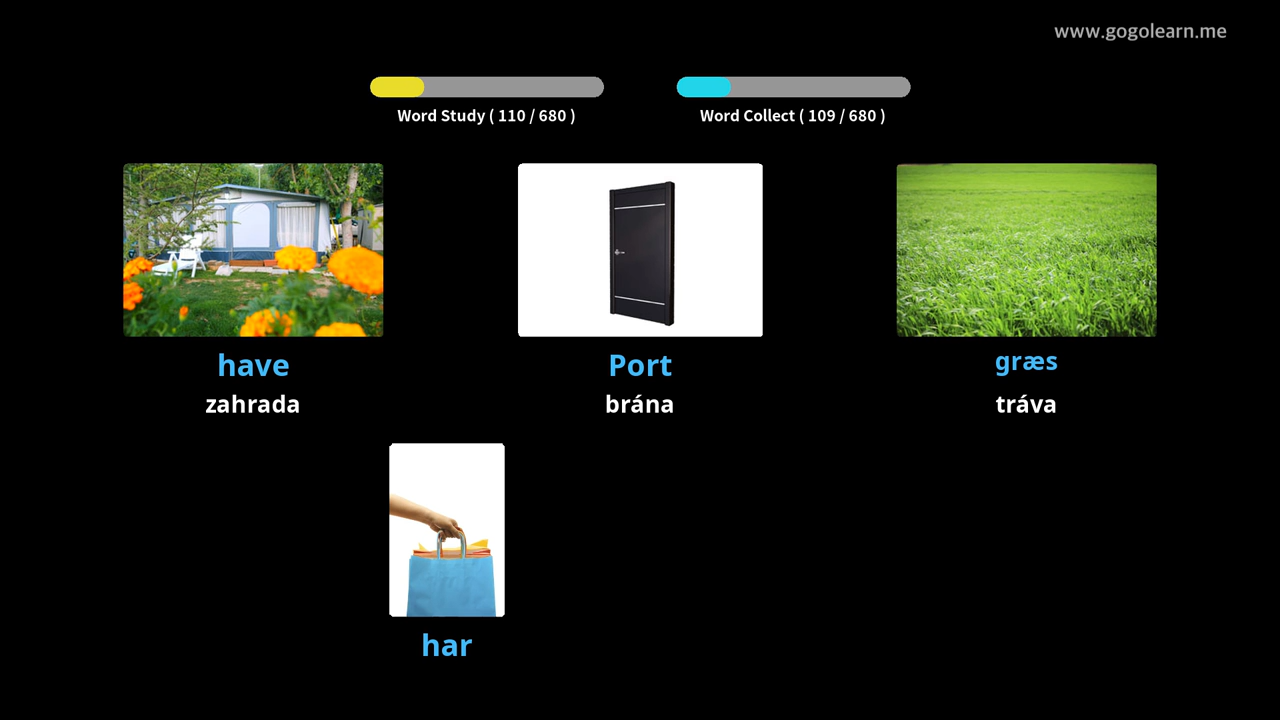 www.gogolearn.me
Word Study ( 110 / 680 )
Word Collect ( 109 / 680 )
have
zahrada
Port
brána
græs
tráva
har